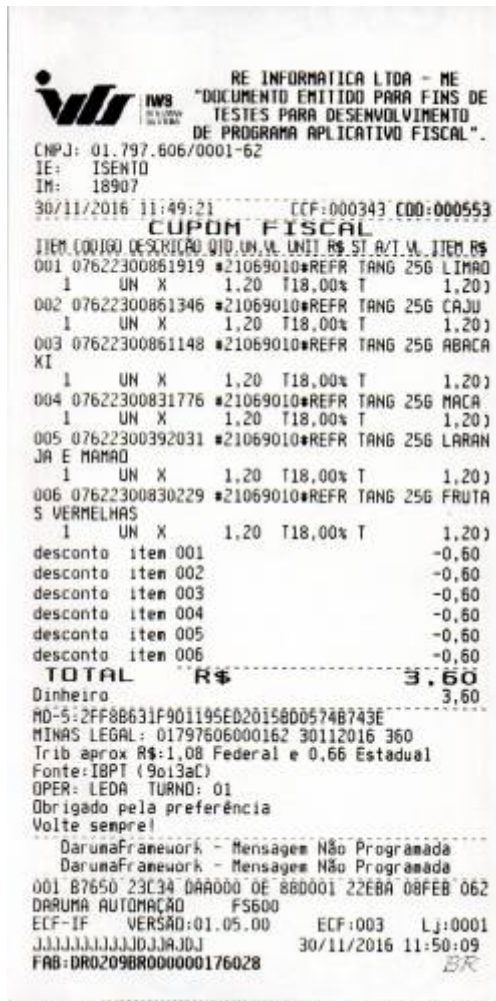 RE INFORMATICA LTDA - ME
IWS "DOCUMENTO EMITIDO PARA FINS DE
TESTES PARA DESENVOLVIMENTO
DE PROGRAMA APLICATIVO FISCAL".
CNPJ: 01.797.606/0001-62
IE: ISENTO
IM: 18907
30/11/2016 11:49:21 CCF:000343 COO:000553
CUPOM FISCAL
ITEM CODIGO DESCRIÇÃO QTD.UN.VL UNIT R$ ST A/T VL ITEM R$
001 07622300861919 #21069010#REFR TANG 25G LIMAO
1 UN X 1,20 T18,00% T 1,20}
002 07622300861346 #21069010#REFR TANG 25G CAJU
1 UN X 1,20 T18,00% T 1,20}
003 07622300861148 #21069010#REFR TANG 25G ABACA
XI
1 UN X 1,20 T18,00% T 1,20}
004 07622300831776 #21069010#REFR TANG 25G MACA
1 UN X 1,20 T18,00% T 1,20}
005 07622300392031 #21069010#REFR TANG 25G LARAN
JA E MAMAO
1 UN X 1,20 T18,00% T 1,20}
006 07622300830229 #21069010#REFR TANG 25G FRUTA
S VERMELHAS
1 UN X 1,20 T18,00% T 1,20}
desconto item 001 -0,60
desconto item 002 -0,60
desconto item 003 -0,60
desconto item 004 -0,60
desconto item 005 -0,60
desconto item 006 -0,60
TOTAL R$ 3,60
Dinheiro 3,60
MD-5:2FF8B631F901195ED2015BD0574B743E
MINAS LEGAL: 01797606000162 30112016 360
Trib aprox R$:1,08 Federal e 0,66 Estadual
Fonte:IBPT (9oi3aC)
OPER: LEDA TURNO: 01
Obrigado pela preferência
Volte sempre!
DarumaFramework - Mensagem Não Programada
DarumaFramework - Mensagem Não Programada
001 B7650 23C34 DAA000 0E 88D001 22EBA 08FEB 062
DARUMA AUTOMAÇÃO FS600
ECF-IF VERSÃO:01.05.00 ECF:003 Lj:0001
30/11/2016 11:50:09
FAB:DR0209BR000000176028 BR